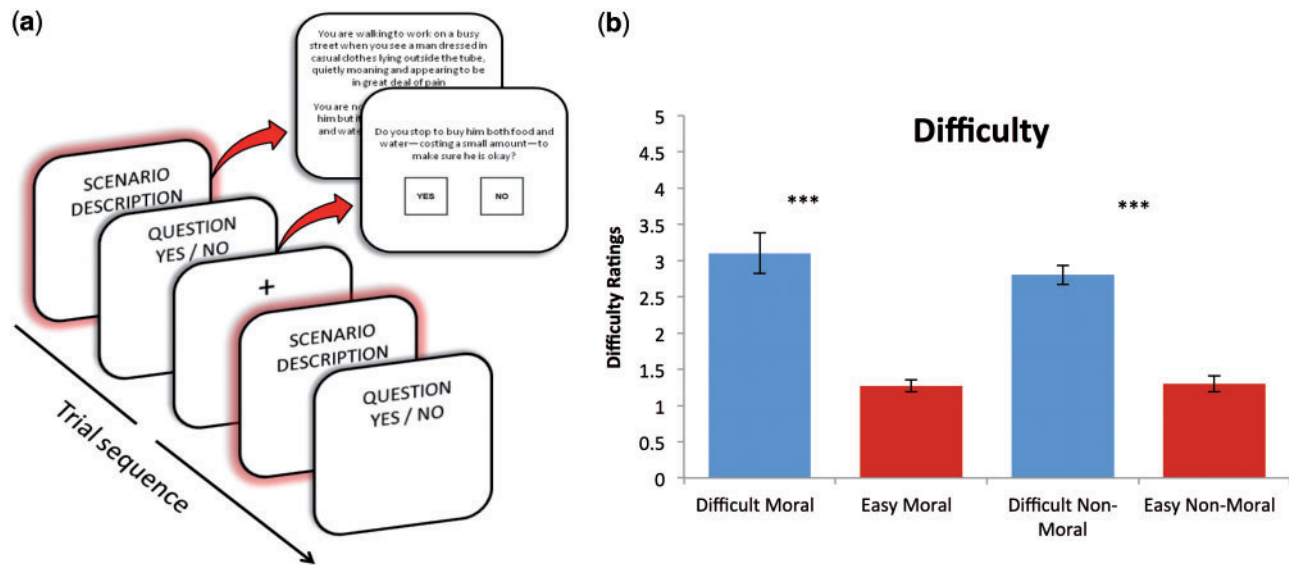 (a)
You are walking to work on a busy
street when you see a man dressed in
casual clothes lying outside the tube,
quietly moaning and appearing to be
in great deal of pain
You are no
him but i
and wate
Do you stop to buy him both food and
water—costing a small amount—to
make sure he is okay?
YES
NO
SCENARIO
DESCRIPTION
QUESTION
YES / NO
+
SCENARIO
DESCRIPTION
QUESTION
YES / NO
Trial sequence
(b)
Difficulty
Difficulty Ratings
5
4.5
4
3.5
3
2.5
2
1.5
1
0.5
0
***
***
Difficult Moral
Easy Moral
Difficult Non-
Moral
Easy Non-Moral